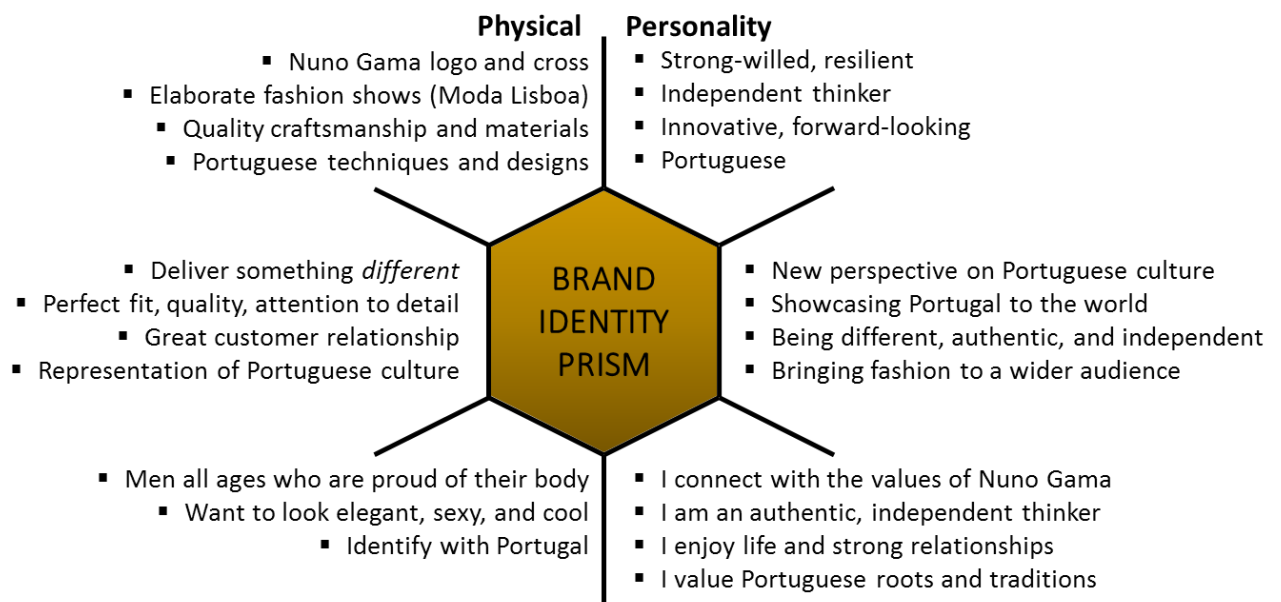 Physical
▪ Nuno Gama logo and cross
▪ Elaborate fashion shows (Moda Lisboa)
▪ Quality craftsmanship and materials
▪ Portuguese techniques and designs
Personality
▪ Strong-willed, resilient
▪ Independent thinker
▪ Innovative, forward-looking
▪ Portuguese
▪ Deliver something different
▪ Perfect fit, quality, attention to detail
▪ Great customer relationship
▪ Representation of Portuguese culture
BRAND
IDENTITY
PRISM
▪ New perspective on Portuguese culture
▪ Showcasing Portugal to the world
▪ Being different, authentic, and independent
▪ Bringing fashion to a wider audience
▪ Men all ages who are proud of their body
▪ Want to look elegant, sexy, and cool
▪ Identify with Portugal
▪ I connect with the values of Nuno Gama
▪ I am an authentic, independent thinker
▪ I enjoy life and strong relationships
▪ I value Portuguese roots and traditions